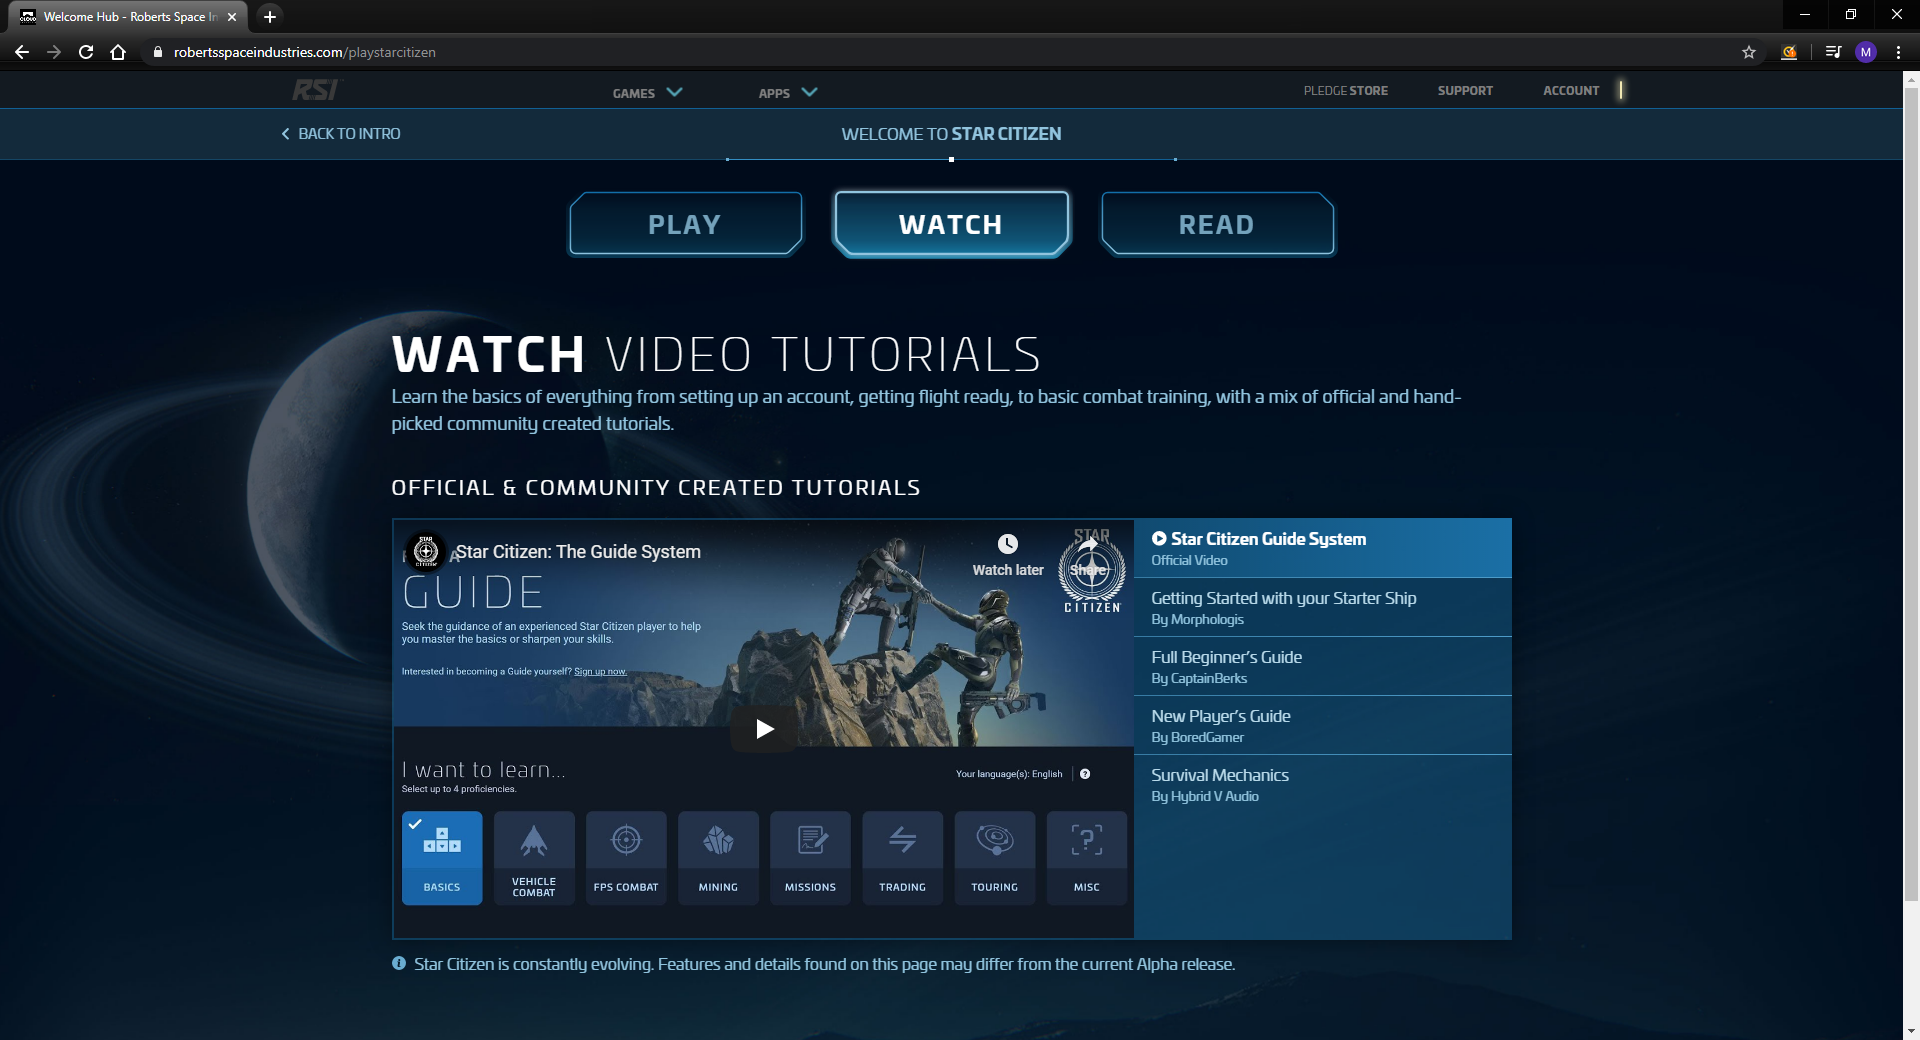 Welcome Hub - Roberts Space In
robertsspaceindustries.com/playstarcitizen
M
RSI
GAMES
APPS
PLEDGE STORE
SUPPORT
ACCOUNT
BACK TO INTRO
WELCOME TO STAR CITIZEN
PLAY
WATCH
READ
WATCH VIDEO TUTORIALS
Learn the basics of everything from setting up an account, getting flight ready, to basic combat training, with a mix of official and hand-
picked community created tutorials.
OFFICIAL & COMMUNITY CREATED TUTORIALS
Star Citizen: The Guide System
Watch later
Share
STAR
CITIZEN
GUIDE
Seek the guidance of an experienced Star Citizen player to help
you master the basics or sharpen your skills.
Interested in becoming a Guide yourself? Sign up now.
I want to learn...
Select up to 4 proficiencies.
Your language(s): English
?
BASICS
VEHICLE
COMBAT
FPS COMBAT
MINING
MISSIONS
TRADING
TOURING
?
MISC
Star Citizen Guide System
Official Video
Getting Started with your Starter Ship
By Morphologis
Full Beginner's Guide
By CaptainBerks
New Player's Guide
By BoredGamer
Survival Mechanics
By Hybrid V Audio
Star Citizen is constantly evolving. Features and details found on this page may differ from the current Alpha release.